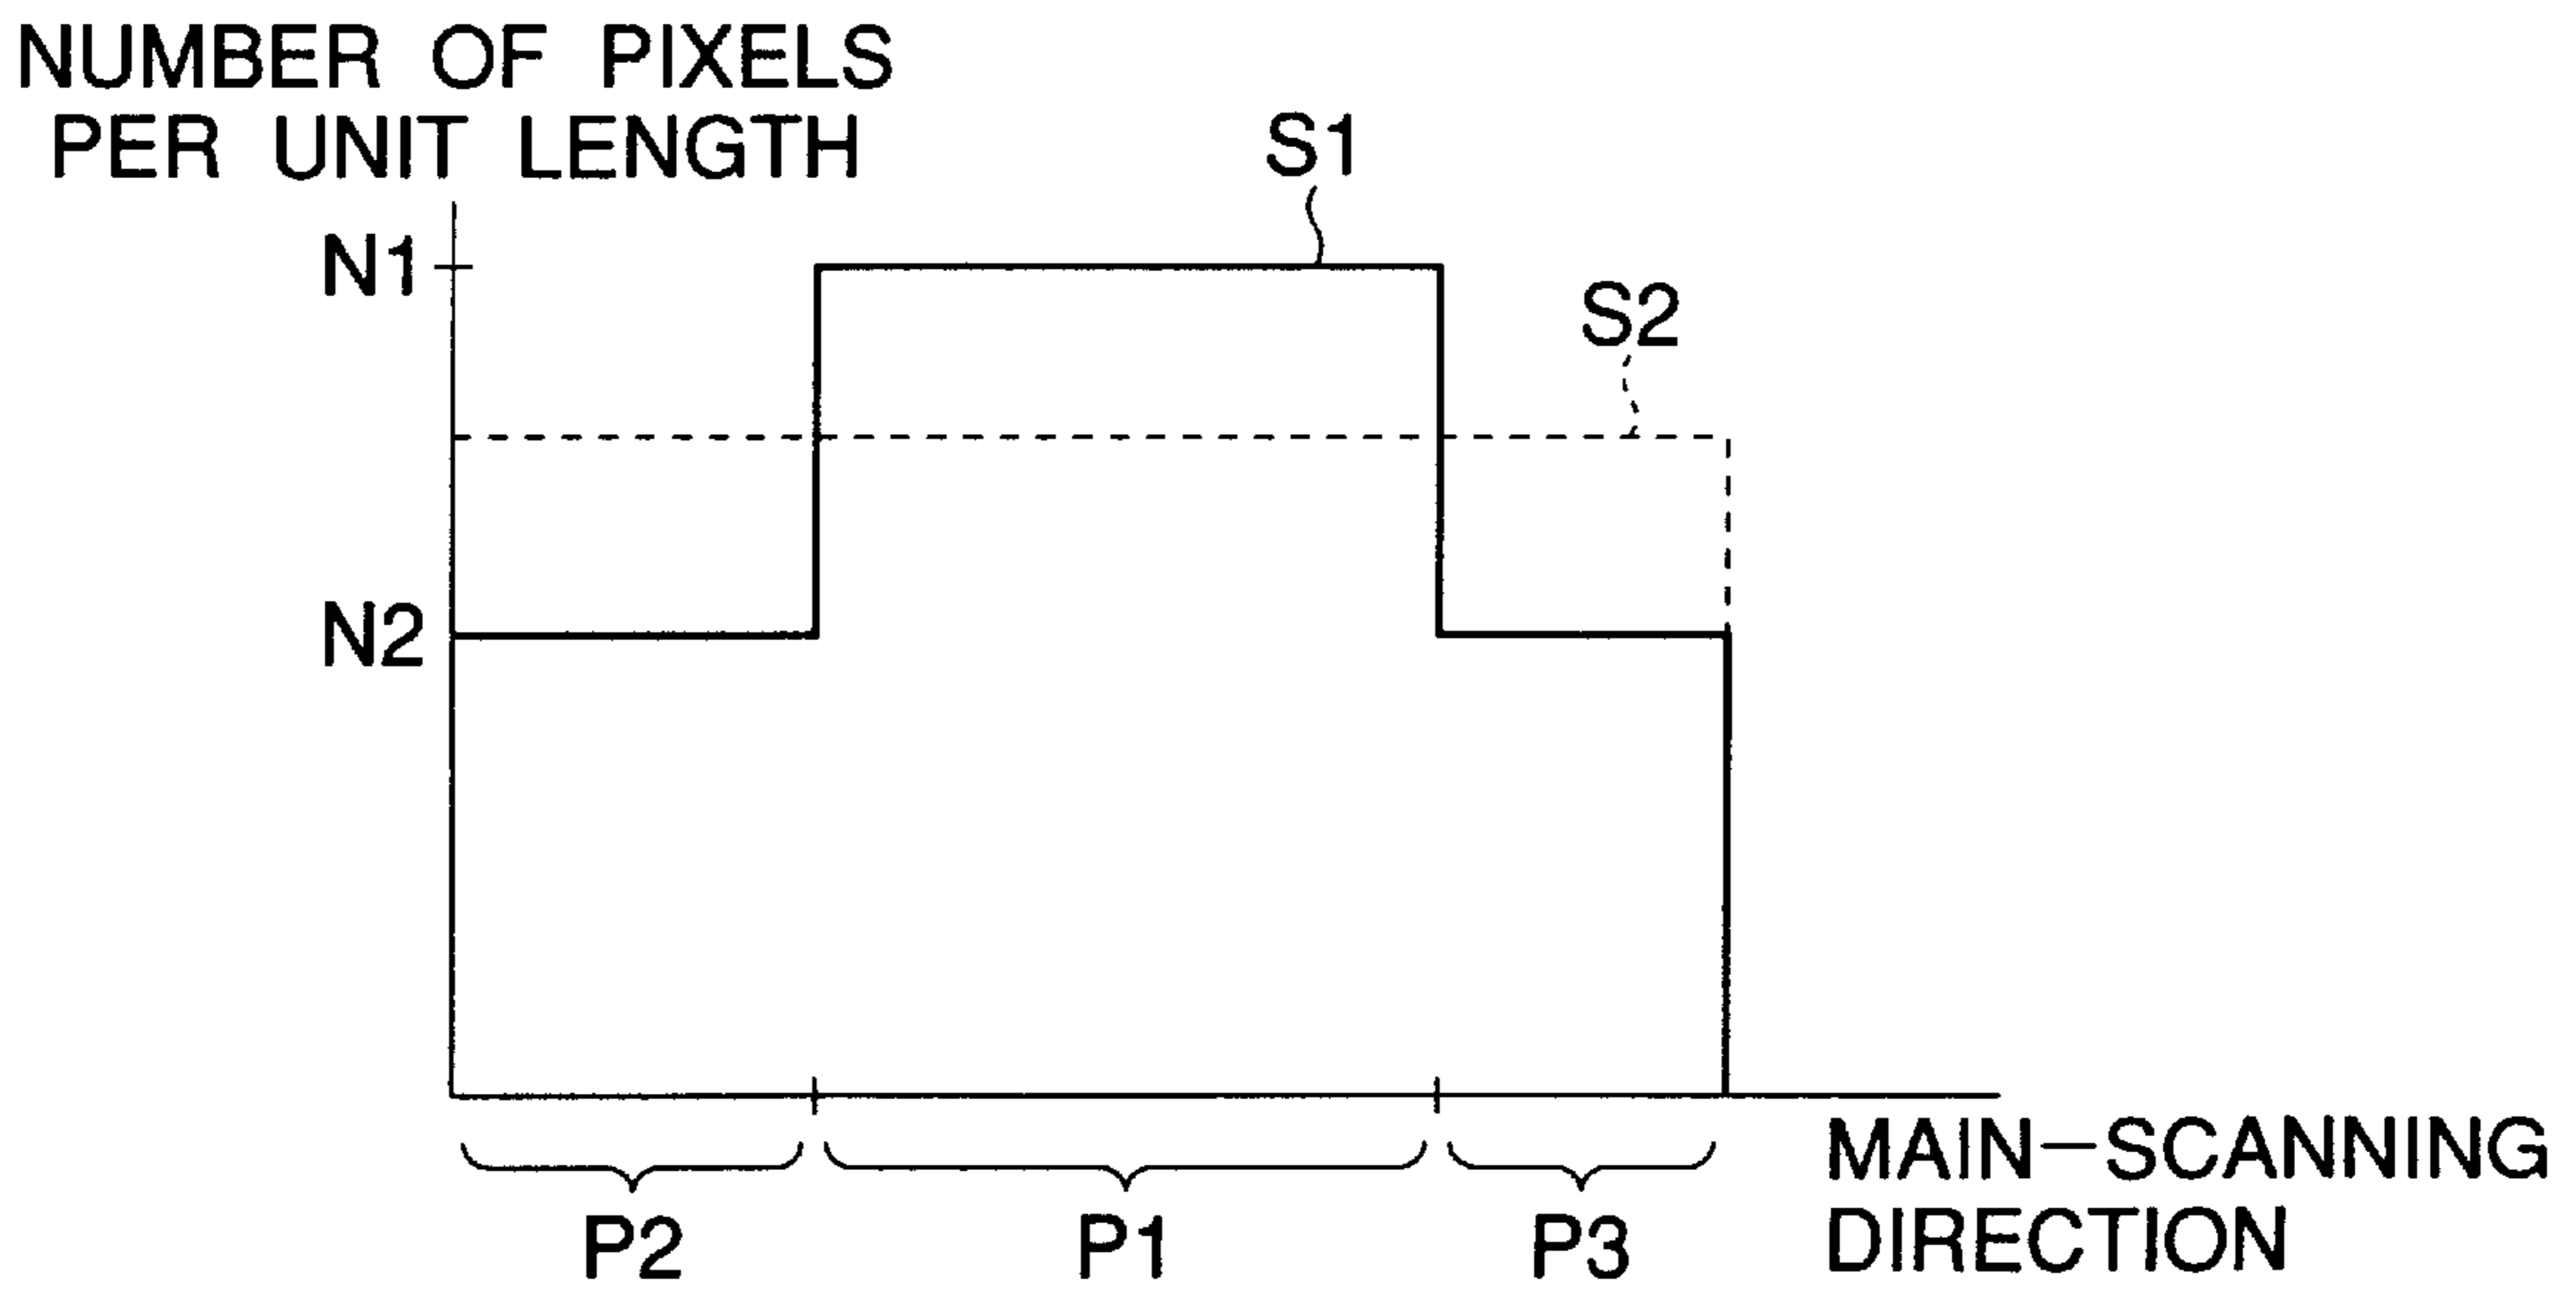 NUMBER OF PIXELS
PER UNIT LENGTH
S1
N1
S2
N2
MAIN-SCANNING
DIRECTION
P2 P1 P3